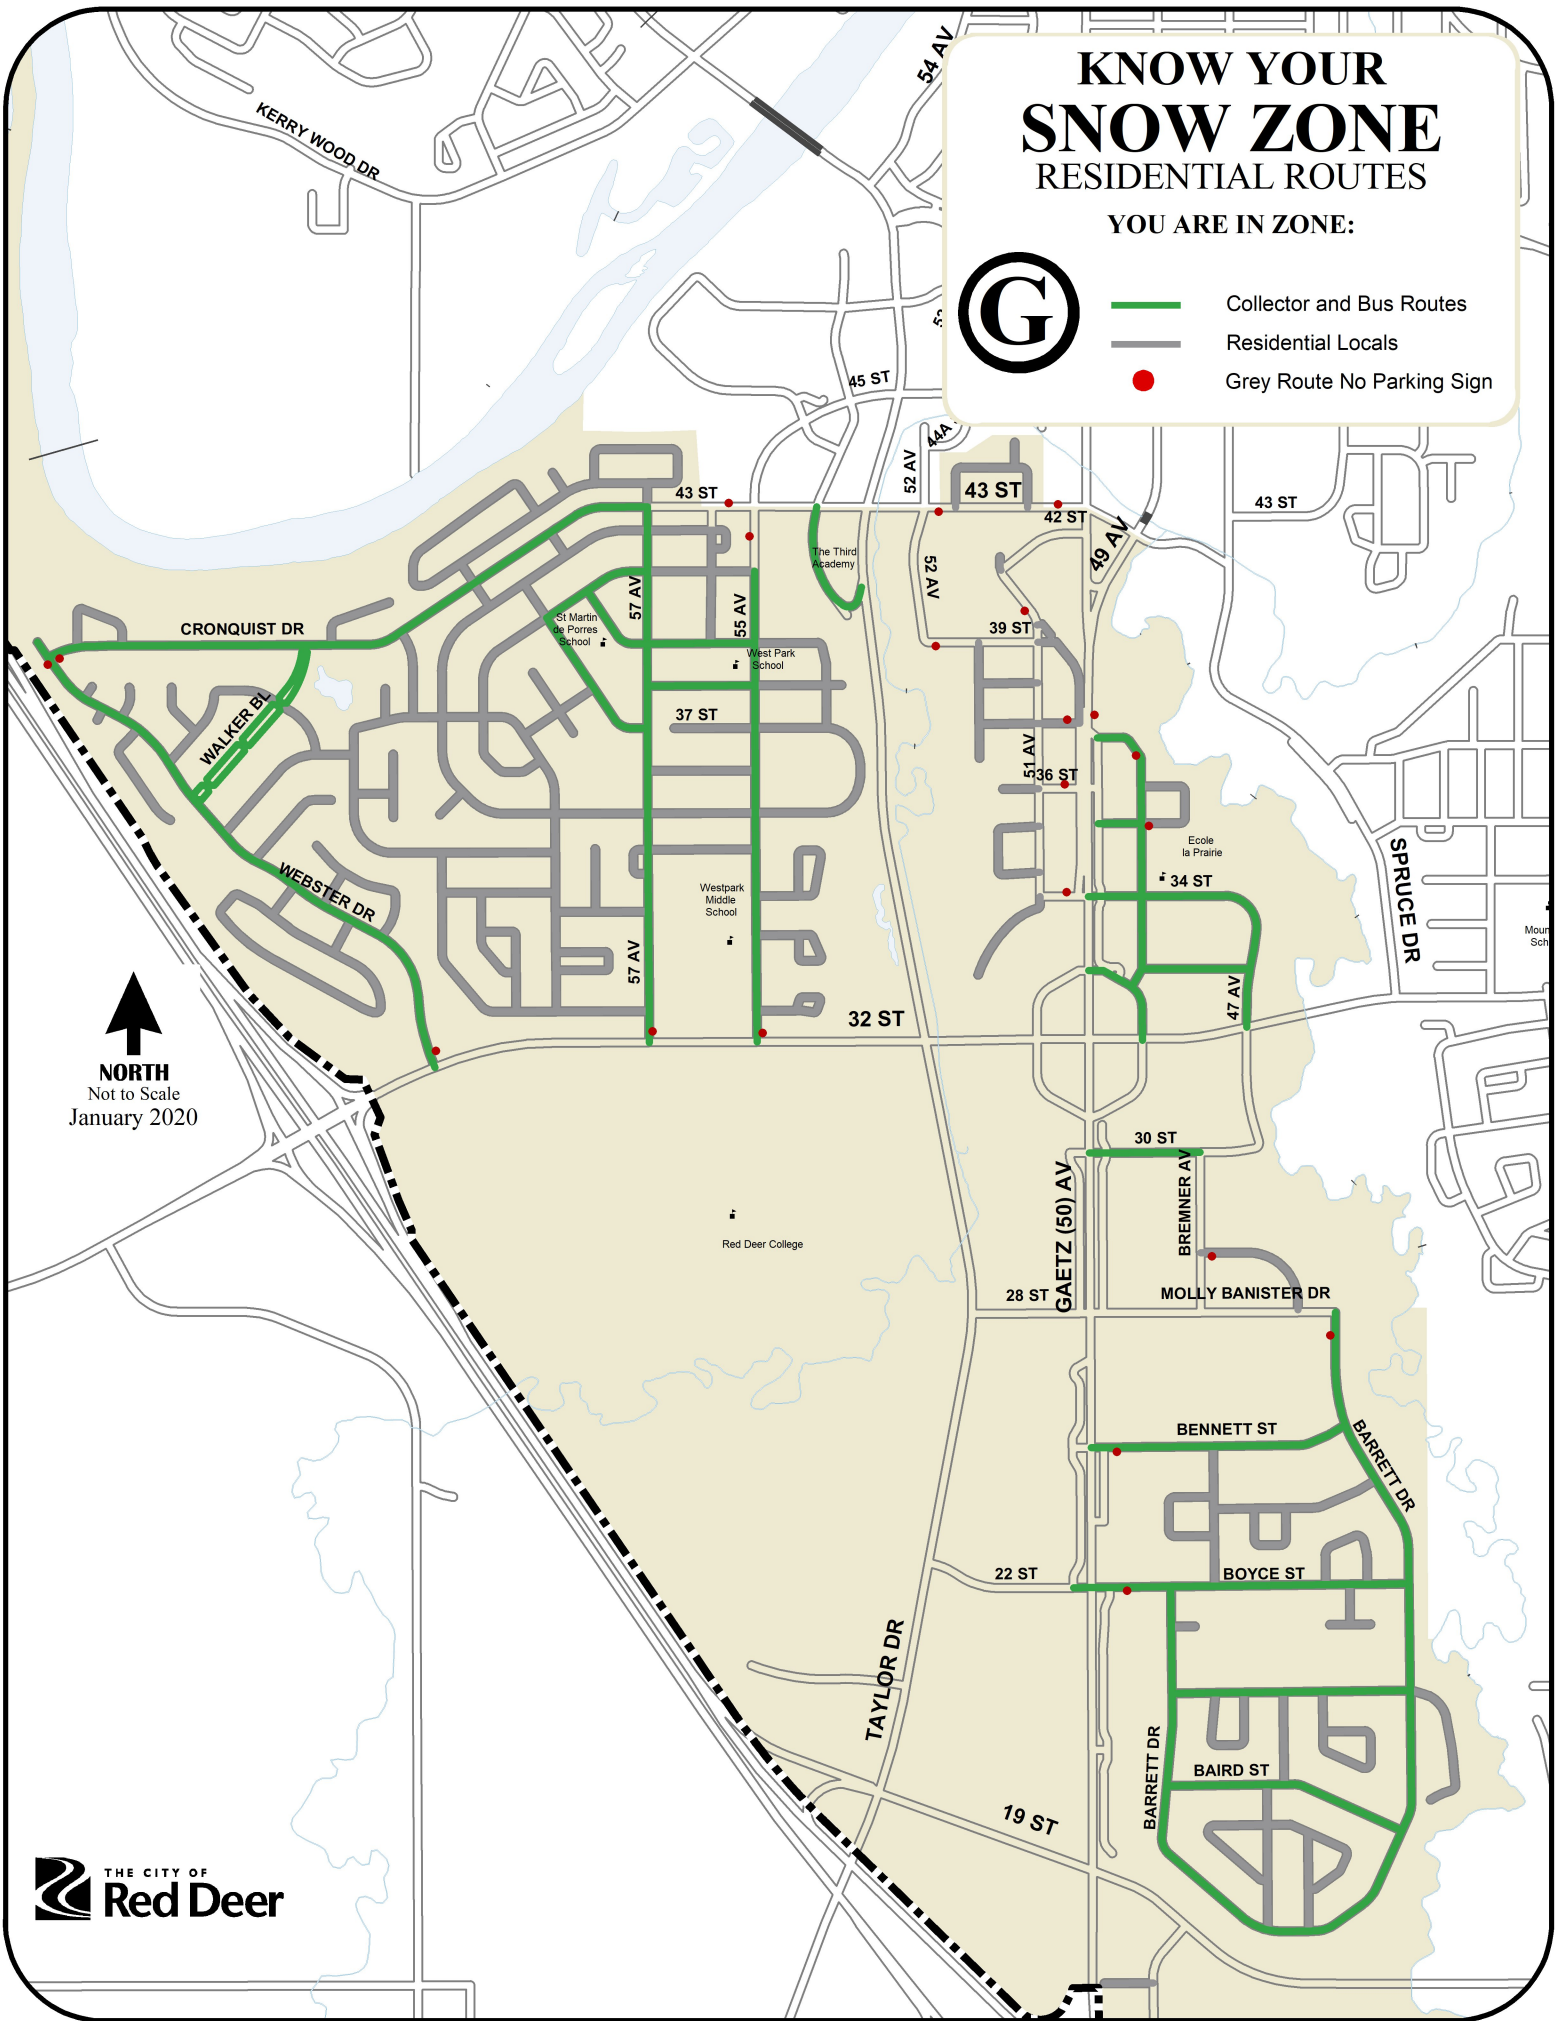 KNOW YOUR
SNOW ZONE
RESIDENTIAL ROUTES
YOU ARE IN ZONE:
G
Collector and Bus Routes
Residential Locals
Grey Route No Parking Sign
54 AV
KERRY WOOD DR
45 ST
44A
52 AV
43 ST
43 ST
42 ST
43 ST
49 AV
The Third
Academy
52 AV
57 AV
55 AV
St Martin
de Porres
School
CRONQUIST DR
39 ST
West Park
School
WALKER BL
37 ST
51 AV
36 ST
Ecole
la Prairie
SPRUCE DR
34 ST
WEBSTER DR
Westpark
Middle
School
57 AV
47 AV
32 ST
NORTH
Not to Scale
January 2020
30 ST
BREMNER AV
GAETZ (50) AV
Red Deer College
28 ST
MOLLY BANISTER DR
BENNETT ST
BARRETT DR
22 ST
BOYCE ST
TAYLOR DR
BARRETT DR
BAIRD ST
19 ST
THE CITY OF
Red Deer